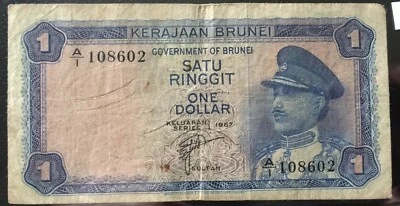 KERAJAAN BRUNEI
1 A/1 108602 GOVERNMENT OF BRUNEI 1
SATU
RINGGIT
ONE
DOLLAR
KELUARAN
SERIES 1967
SULTAN
A/1 108602
1 1